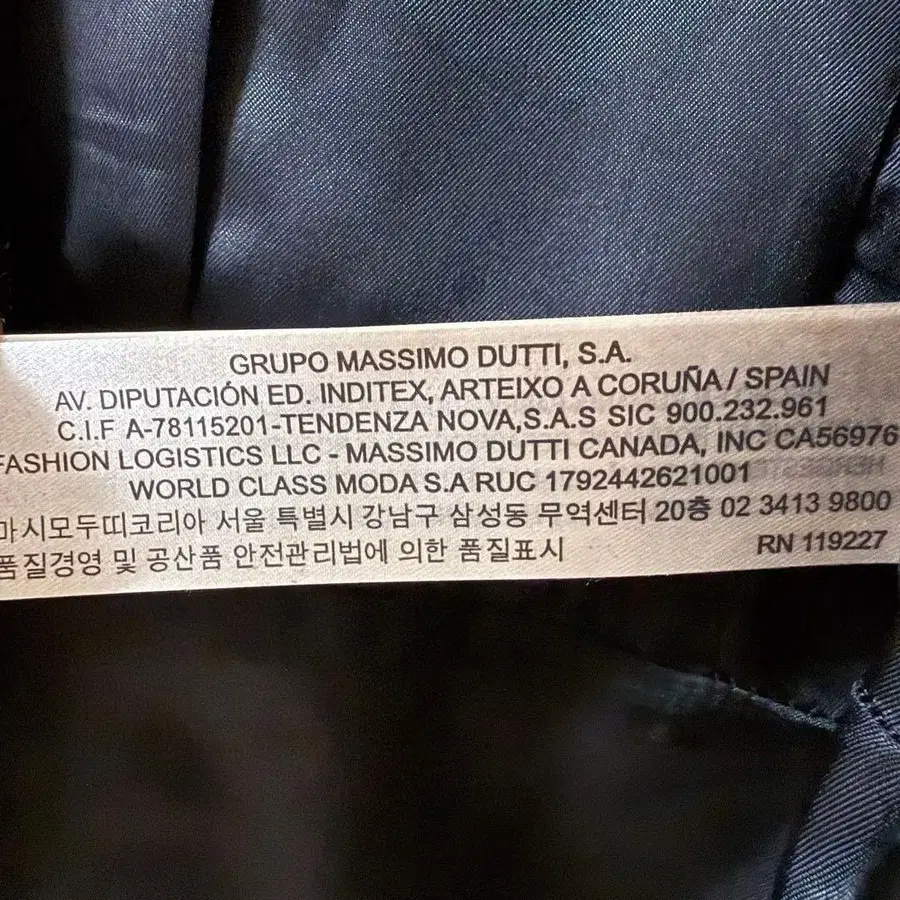 GRUPO MASSIMO DUTTI, S.A.
AV. DIPUTACIÓN ED. INDITEX, ARTEIXO A CORUÑA / SPAIN
C.I.F A-78115201-TENDENZA NOVA,S.A.S SIC 900.232.961
FASHION LOGISTICS LLC - MASSIMO DUTTI CANADA, INC CA56976
WORLD CLASS MODA S.A RUC 1792442621001
마시모두띠코리아 서울 특별시 강남구 삼성동 무역센터 20층 02 3413 9800
품질경영 및 공산품 안전관리법에 의한 품질표시 RN 119227